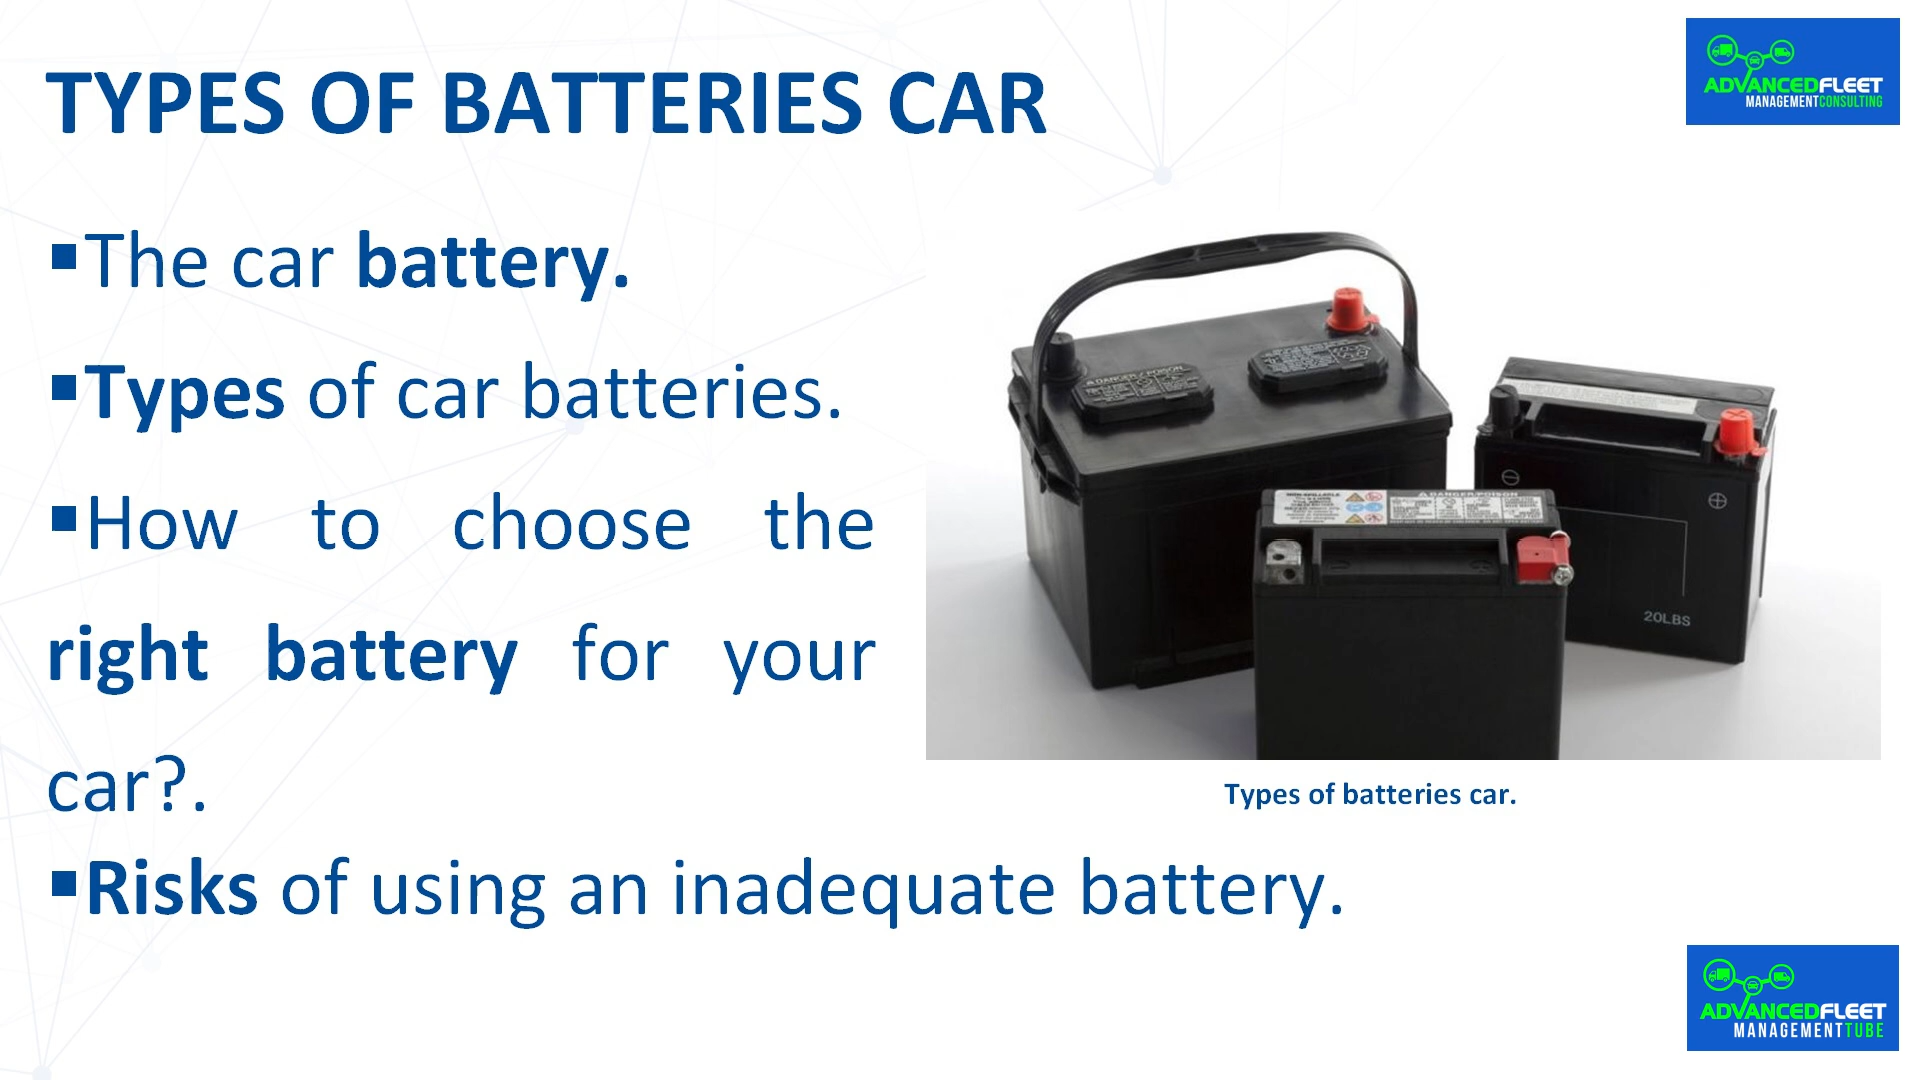 TYPES OF BATTERIES CAR
ADVANCEDFLEET
MANAGEMENTCONSULTING
▪The car battery.
▪Types of car batteries.
▪How to choose the
right battery for your
car?.
▪Risks of using an inadequate battery.
DANGER/POISON
NON-SPILLABLE
DANGER/POISON
20LBS
Types of batteries car.
ADVANCEDFLEET
MANAGEMENTTUBE